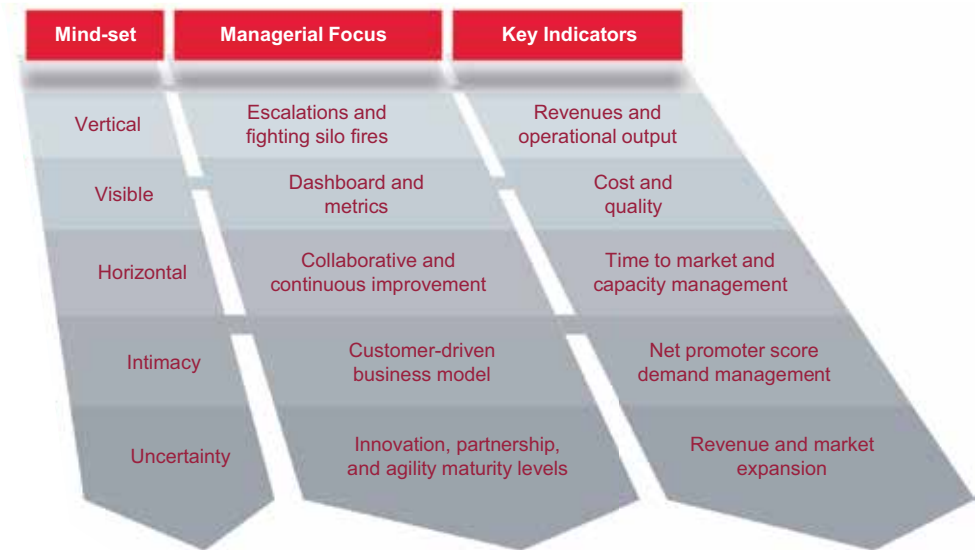 Mind-set
Managerial Focus
Key Indicators
Vertical
Escalations and
fighting silo fires
Revenues and
operational output
Visible
Dashboard and
metrics
Cost and
quality
Horizontal
Collaborative and
continuous improvement
Time to market and
capacity management
Intimacy
Customer-driven
business model
Net promoter score
demand management
Uncertainty
Innovation, partnership,
and agility maturity levels
Revenue and market
expansion